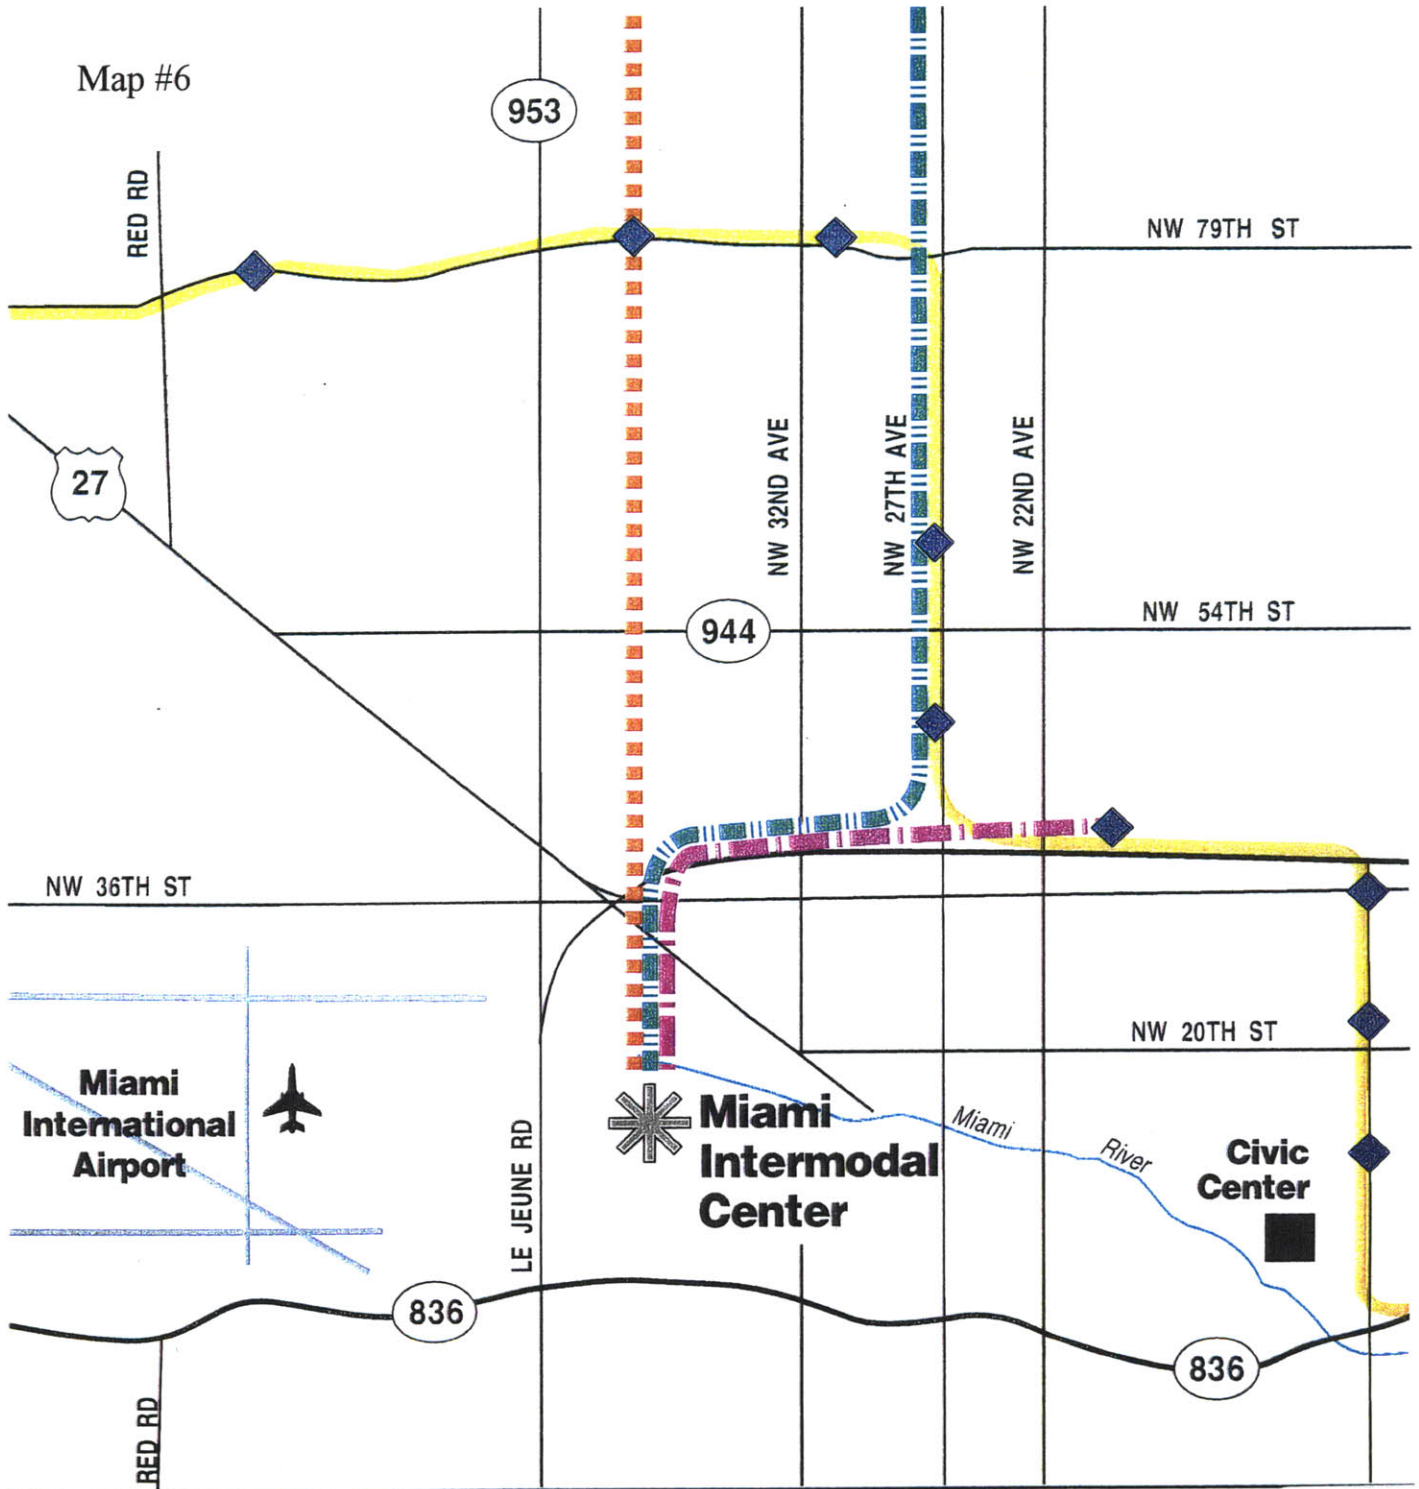 Map #6
953
RED RD
NW 79TH ST
27
NW 32ND AVE
NW 27TH AVE
NW 22ND AVE
944
NW 54TH ST
NW 36TH ST
NW 20TH ST
Miami
International
Airport
LE JEUNE RD
Miami
Intermodal
Center
Miami River
Civic
Center
836
836
RED RD